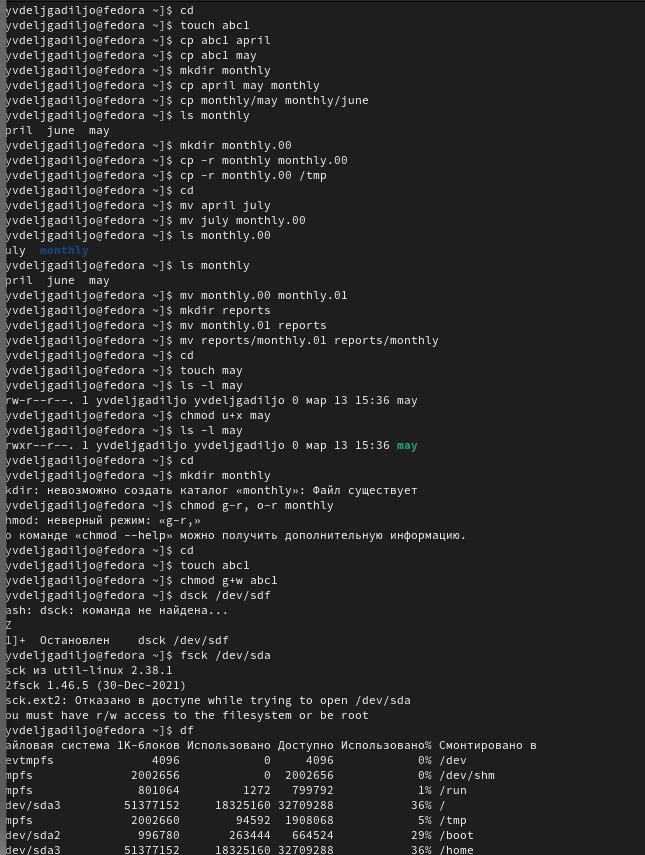 yvdeljgadiljo@fedora ~]$ cd
yvdeljgadiljo@fedora ~]$ touch abc1
yvdeljgadiljo@fedora ~]$ cp abc1 april
yvdeljgadiljo@fedora ~]$ cp abc1 may
yvdeljgadiljo@fedora ~]$ mkdir monthly
yvdeljgadiljo@fedora ~]$ cp april may monthly
yvdeljgadiljo@fedora ~]$ cp monthly/may monthly/june
yvdeljgadiljo@fedora ~]$ ls monthly
pril  june  may
yvdeljgadiljo@fedora ~]$ mkdir monthly.00
yvdeljgadiljo@fedora ~]$ cp -r monthly monthly.00
yvdeljgadiljo@fedora ~]$ cp -r monthly.00 /tmp
yvdeljgadiljo@fedora ~]$ cd
yvdeljgadiljo@fedora ~]$ mv april july
yvdeljgadiljo@fedora ~]$ mv july monthly.00
yvdeljgadiljo@fedora ~]$ ls monthly.00
uly  monthly
yvdeljgadiljo@fedora ~]$ ls monthly
pril  june  may
yvdeljgadiljo@fedora ~]$ mv monthly.00 monthly.01
yvdeljgadiljo@fedora ~]$ mkdir reports
yvdeljgadiljo@fedora ~]$ mv monthly.01 reports
yvdeljgadiljo@fedora ~]$ mv reports/monthly.01 reports/monthly
yvdeljgadiljo@fedora ~]$ cd
yvdeljgadiljo@fedora ~]$ touch may
yvdeljgadiljo@fedora ~]$ ls -l may
rw-r--r--. 1 yvdeljgadiljo yvdeljgadiljo 0 мар 13 15:36 may
yvdeljgadiljo@fedora ~]$ chmod u+x may
yvdeljgadiljo@fedora ~]$ ls -l may
rwxr--r--. 1 yvdeljgadiljo yvdeljgadiljo 0 мар 13 15:36 may
yvdeljgadiljo@fedora ~]$ cd
yvdeljgadiljo@fedora ~]$ mkdir monthly
kdir: невозможно создать каталог «monthly»: Файл существует
yvdeljgadiljo@fedora ~]$ chmod g-r, o-r monthly
hmod: неверный режим: «g-r,»
о команде «chmod --help» можно получить дополнительную информацию.
yvdeljgadiljo@fedora ~]$ cd
yvdeljgadiljo@fedora ~]$ touch abc1
yvdeljgadiljo@fedora ~]$ chmod g+w abc1
yvdeljgadiljo@fedora ~]$ dsck /dev/sdf
ash: dsck: команда не найдена...
Z
1]+  Остановлен    dsck /dev/sdf
yvdeljgadiljo@fedora ~]$ fsck /dev/sda
sck из util-linux 2.38.1
2fsck 1.46.5 (30-Dec-2021)
sck.ext2: Отказано в доступе while trying to open /dev/sda
ou must have r/w access to the filesystem or be root
yvdeljgadiljo@fedora ~]$ df
айловая система 1K-блоков Использовано Доступно Использовано% Смонтировано в
evtmpfs 4096 0 4096 0% /dev
mpfs 2002656 0 2002656 0% /dev/shm
mpfs 801064 1272 799792 1% /run
dev/sda3 51377152 18325160 32709288 36% /
mpfs 2002660 94592 1908068 5% /tmp
dev/sda2 996780 263444 664524 29% /boot
dev/sda3 51377152 18325160 32709288 36% /home